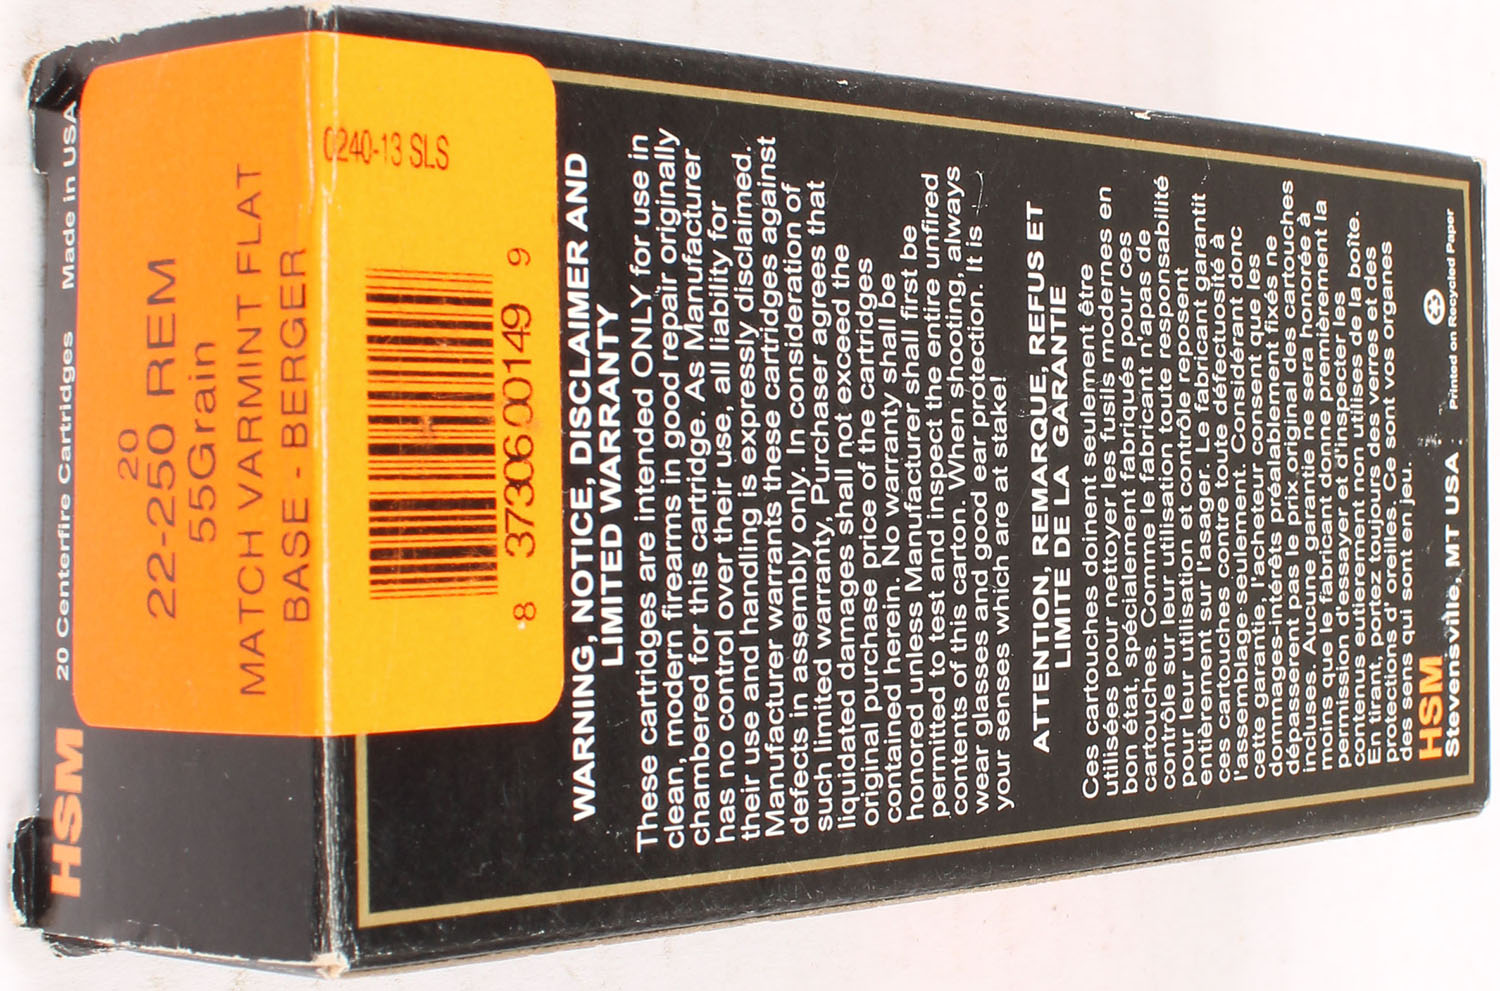 HSM 20 Centerfire Cartridges Made in USA
20
22-250 REM
55Grain
MATCH VARMINT FLAT
BASE - BERGER
0240-13 SLS
8 37306 00149 9
WARNING, NOTICE, DISCLAIMER AND
LIMITED WARRANTY
These cartridges are intended ONLY for use in
clean, modern firearms in good repair originally
chambered for this cartridge. As Manufacturer
has no control over their use, all liability for
their use and handling is expressly disclaimed.
Manufacturer warrants these cartridges against
defects in assembly only. In consideration of
such limited warranty, Purchaser agrees that
liquidated damages shall not exceed the
original purchase price of the cartridges
contained herein. No warranty shall be
honored unless Manufacturer shall first be
permitted to test and inspect the entire unfired
contents of this carton. When shooting, always
wear glasses and good ear protection. It is
your senses which are at stake!
ATTENTION, REMARQUE, REFUS ET
LIMITE DE LA GARANTIE
Ces cartouches doinent seulement être
utilisées pour nettoyer les fusils modernes en
bon état, spécialement fabriqués pour ces
cartouches. Comme le fabricant n'apas de
contrôle sur leur utilisation toute responsabilité
pour leur utilisation et contrôle reposent
entièrement sur l'asager. Le fabricant garantit
ces cartouches contre toute défectuosité à
l'assemblage seulement. Considérant donc
cette garantie, l'acheteur consent que les
dommages-intérêts préalablement fixés ne
dépasserent pas le prix original des cartouches
incluses. Aucune garantie ne sera honorée à
moins que le fabricant donne premièrement la
permission d'essayer et d'inspecter les
contenus eutierement non utilises de la boîte.
En tirant, portez toujours des verres et des
protections d' oreilles. Ce sont vos organes
des sens qui sont en jeu.
HSM
Stevensville, MT USA
Printed on Recycled Paper